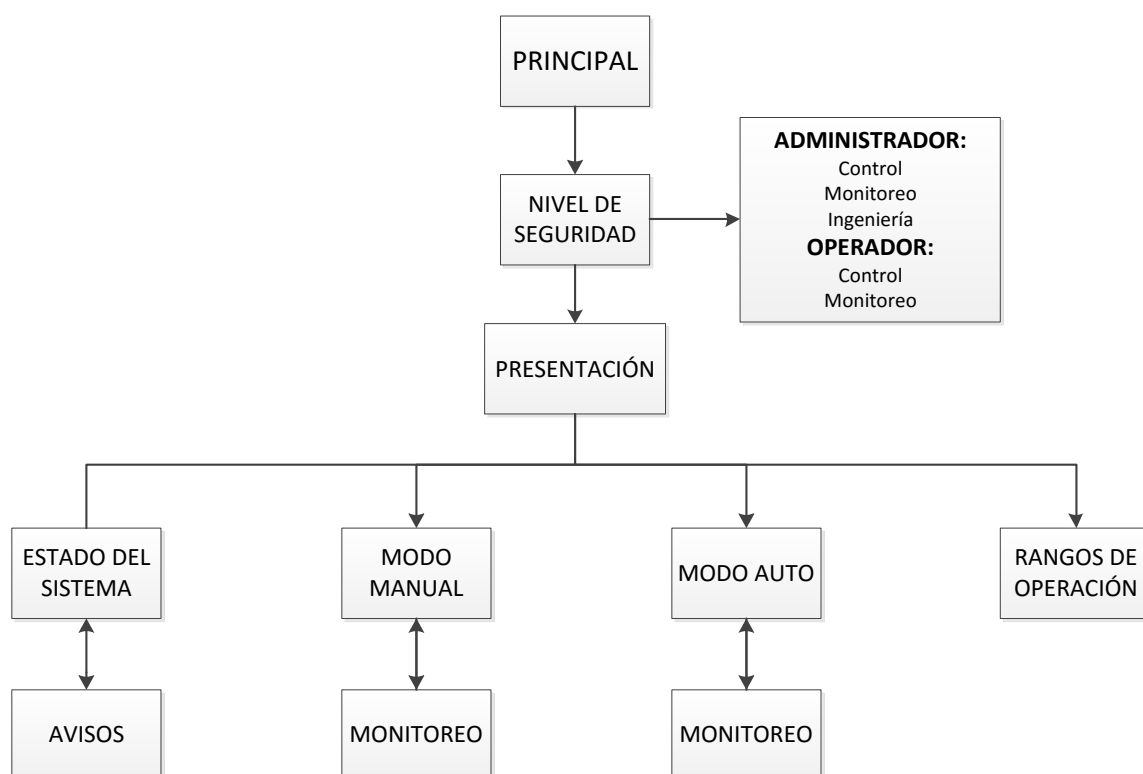 PRINCIPAL
NIVEL DE
SEGURIDAD
ADMINISTRADOR:
Control
Monitoreo
Ingeniería
OPERADOR:
Control
Monitoreo
PRESENTACIÓN
ESTADO DEL
SISTEMA
MODO
MANUAL
MODO AUTO
RANGOS DE
OPERACIÓN
AVISOS
MONITOREO
MONITOREO